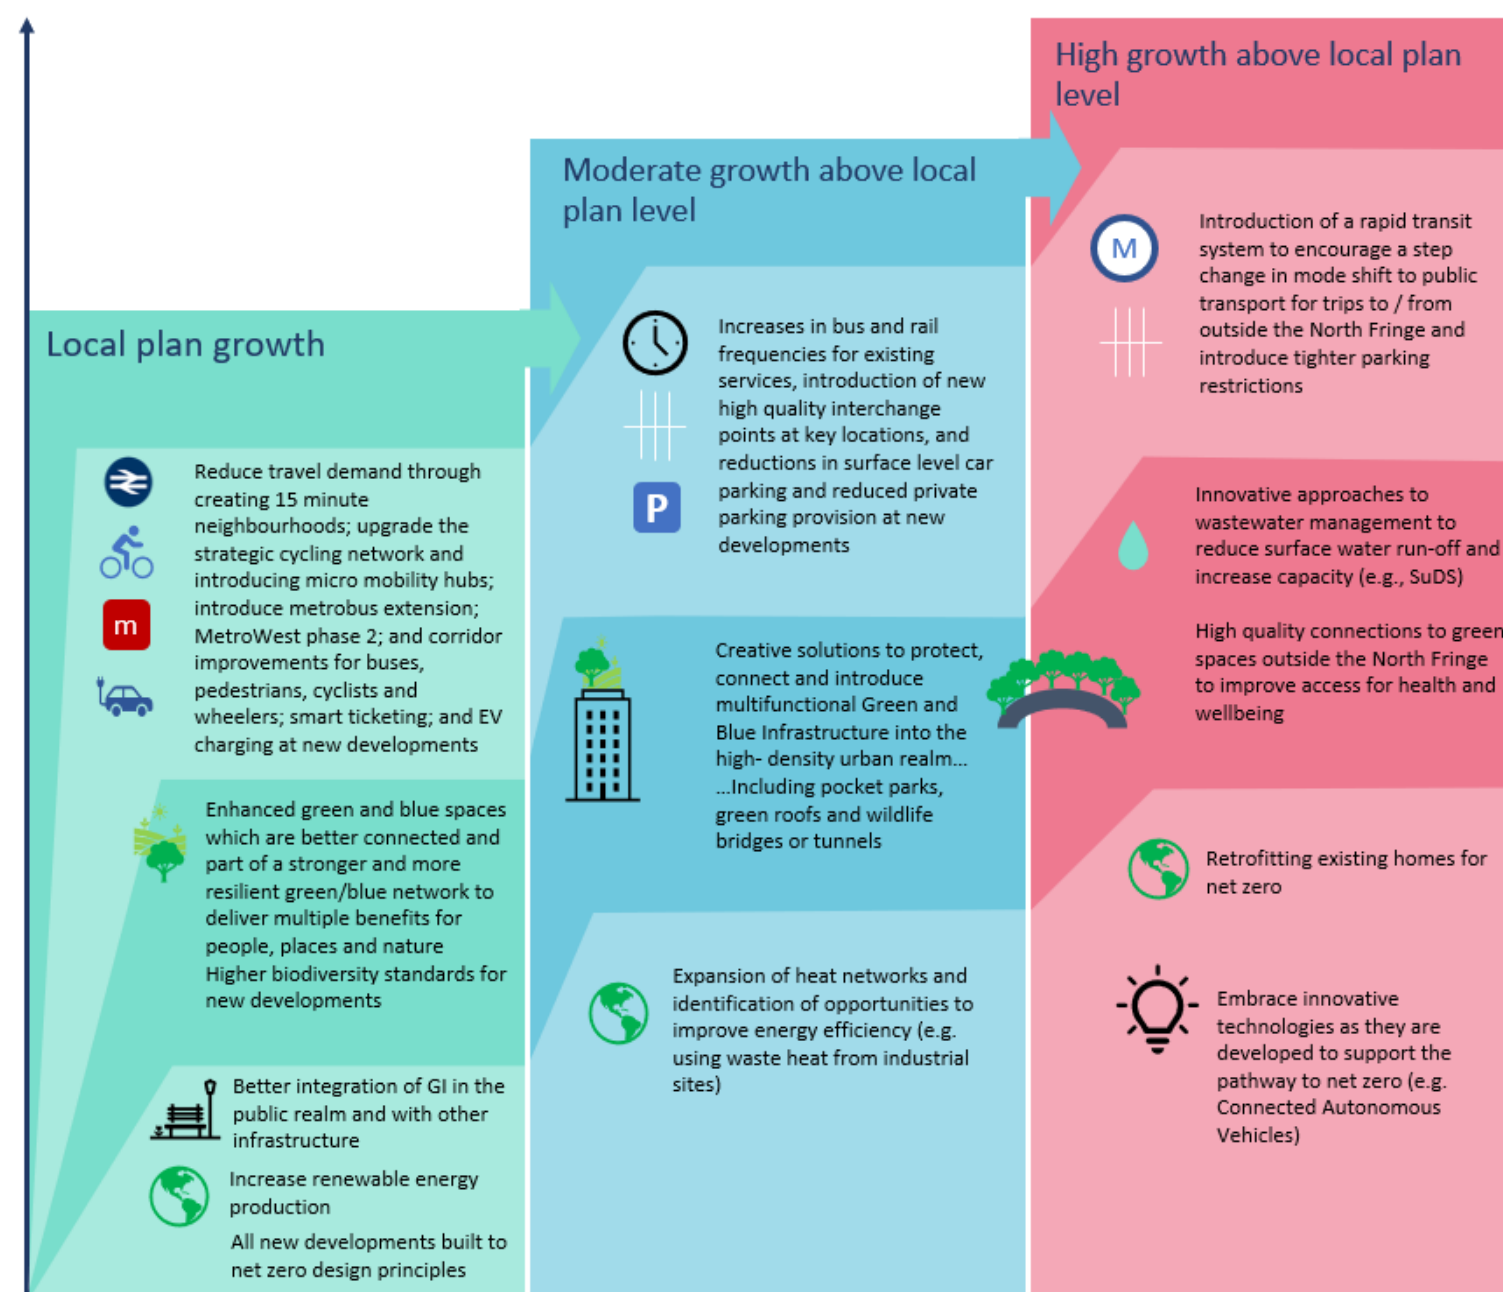 High growth above local plan
level
Moderate growth above local
plan level
Local plan growth
Reduce travel demand through
creating 15 minute
neighbourhoods; upgrade the
strategic cycling network and
introducing micro mobility hubs;
introduce metrobus extension;
MetroWest phase 2; and corridor
improvements for buses,
pedestrians, cyclists and
wheelers; smart ticketing; and EV
charging at new developments
m
Enhanced green and blue spaces
which are better connected and
part of a stronger and more
resilient green/blue network to
deliver multiple benefits for
people, places and nature
Higher biodiversity standards for
new developments
Better integration of GI in the
public realm and with other
infrastructure
Increase renewable energy
production
All new developments built to
net zero design principles
Increases in bus and rail
frequencies for existing
services, introduction of new
high quality interchange
points at key locations, and
reductions in surface level car
parking and reduced private
parking provision at new
developments
P
Creative solutions to protect,
connect and introduce
multifunctional Green and
Blue Infrastructure into the
high- density urban realm...
...Including pocket parks,
green roofs and wildlife
bridges or tunnels
Expansion of heat networks and
identification of opportunities to
improve energy efficiency (e.g.
using waste heat from industrial
sites)
M
Introduction of a rapid transit
system to encourage a step
change in mode shift to public
transport for trips to / from
outside the North Fringe and
introduce tighter parking
restrictions
Innovative approaches to
wastewater management to
reduce surface water run-off and
increase capacity (e.g., SuDS)
High quality connections to green
spaces outside the North Fringe
to improve access for health and
wellbeing
Retrofitting existing homes for
net zero
Embrace innovative
technologies as they are
developed to support the
pathway to net zero (e.g.
Connected Autonomous
Vehicles)